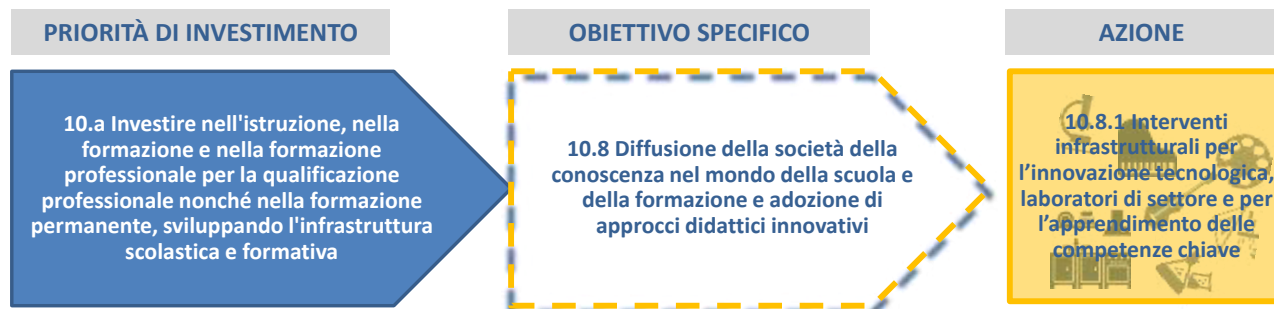 PRIORITÀ DI INVESTIMENTO
10.a Investire nell'istruzione, nella
formazione e nella formazione
professionale per la qualificazione
professionale nonché nella formazione
permanente, sviluppando l'infrastruttura
scolastica e formativa
OBIETTIVO SPECIFICO
10.8 Diffusione della società della
conoscenza nel mondo della scuola e
della formazione e adozione di
approcci didattici innovativi
AZIONE
10.8.1 Interventi
infrastrutturali per
l’innovazione tecnologica,
laboratori di settore e per
l’apprendimento delle
competenze chiave